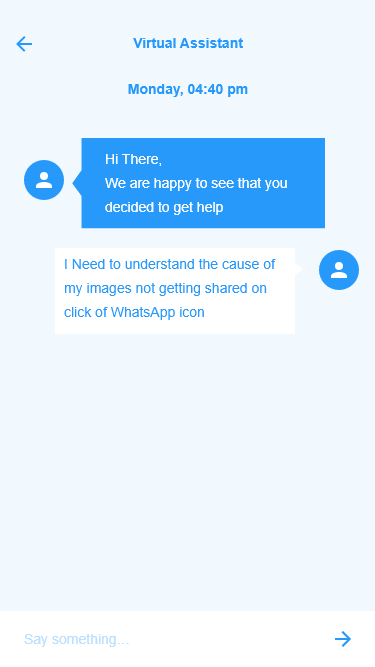 Virtual Assistant
Monday, 04:40 pm
Hi There,
We are happy to see that you
decided to get help
I Need to understand the cause of
my images not getting shared on
click of WhatsApp icon
Say something...